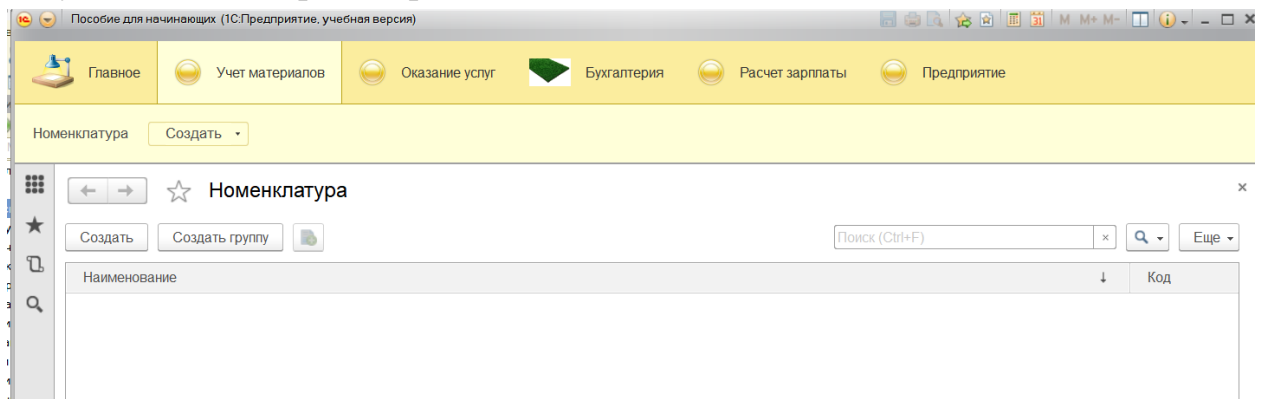 Пособие для начинающих (1С:Предприятие, учебная версия) M M+ M-
Главное Учет материалов Оказание услуг Бухгалтерия Расчет зарплаты Предприятие
Номенклатура Создать
Номенклатура
Создать Создать группу Поиск (Ctrl+F) Еще
Наименование Код